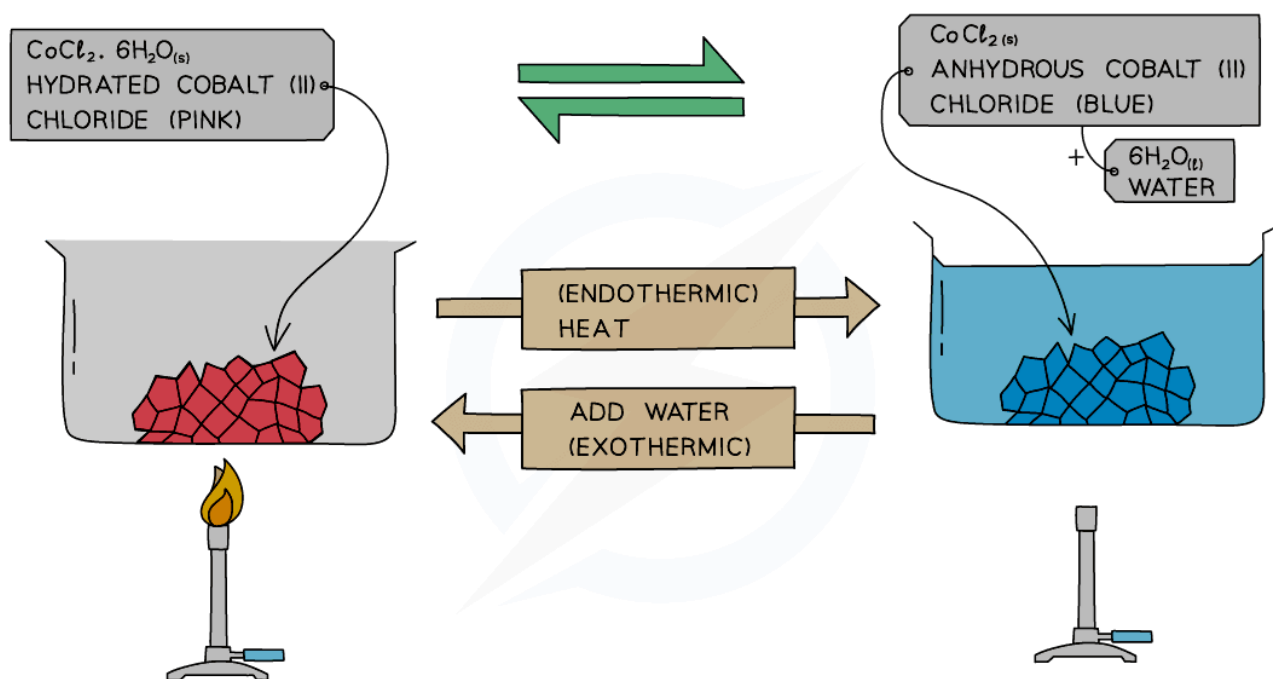 CoCl₂. 6H₂O(s)
HYDRATED COBALT (II)
CHLORIDE (PINK)
CoCl₂(s)
ANHYDROUS COBALT (II)
CHLORIDE (BLUE)
+
6H₂O(l)
WATER
(ENDOTHERMIC)
HEAT
ADD WATER
(EXOTHERMIC)